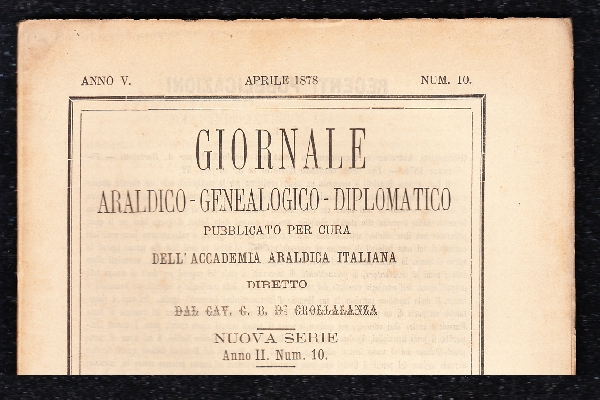 ANNO V. APRILE 1878 NUM. 10.
GIORNALE
ARALDICO-GENEALOGICO-DIPLOMATICO
PUBBLICATO PER CURA
DELL'ACCADEMIA ARALDICA ITALIANA
DIRETTO
DAL CAV. G. B. DI CROLLALANZA
NUOVA SERIE
Anno II. Num. 10.